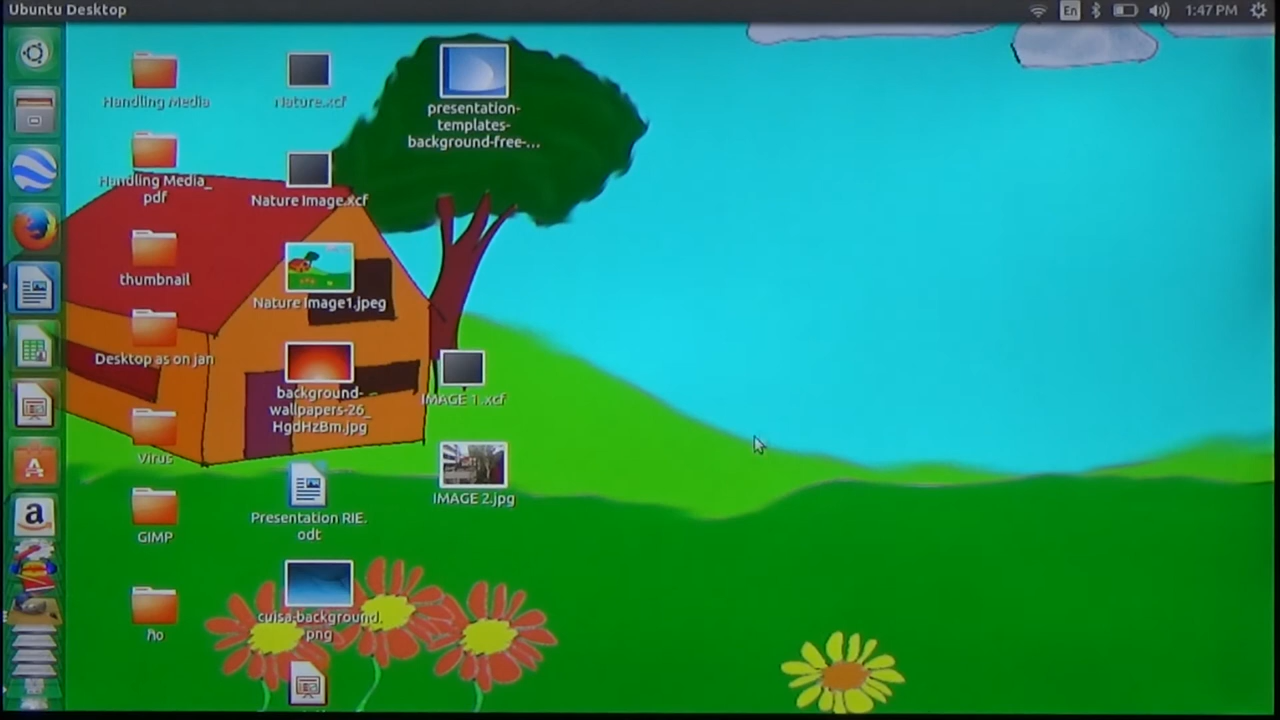 Ubuntu Desktop
En
1:47 PM
Handling Media
Handling Media_
pdf
thumbnail
Desktop as on jan
Virus
GIMP
ho
Nature.xcf
Nature Image.xcf
Nature Image1.jpeg
background-
wallpapers-26_
HgdHzBm.jpg
Presentation RIE.
odt
cuisa-background.
png
presentation-
templates-
background-free-...
IMAGE 1.xcf
IMAGE 2.jpg
a